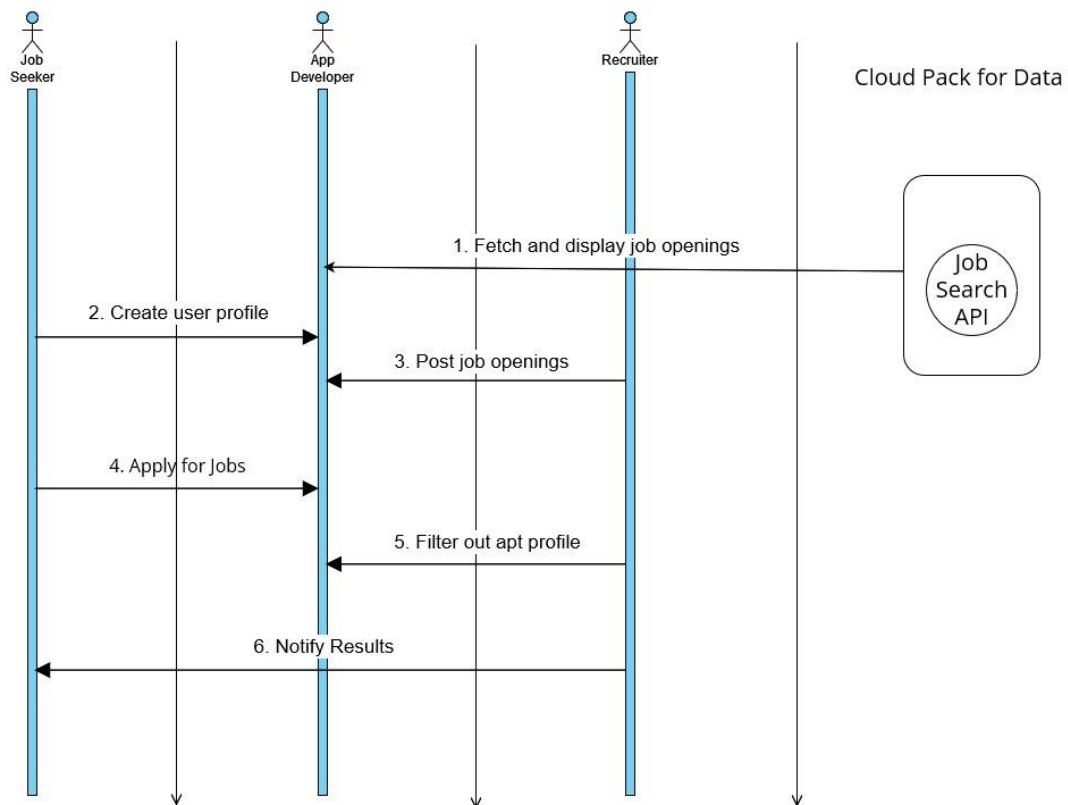 Job
Seeker
App
Developer
Recruiter
Cloud Pack for Data
1. Fetch and display job openings
Job
Search
API
2. Create user profile
3. Post job openings
4. Apply for Jobs
5. Filter out apt profile
6. Notify Results